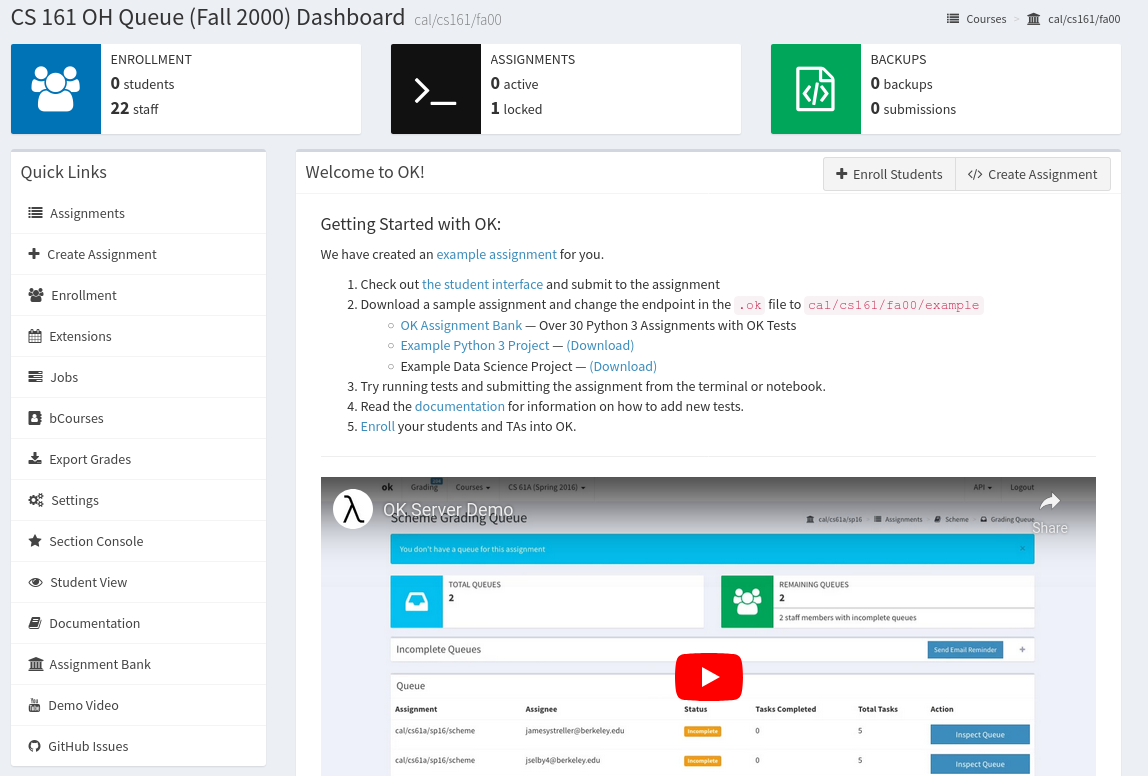 CS 161 OH Queue (Fall 2000) Dashboard cal/cs161/fa00
Courses > cal/cs161/fa00
ENROLLMENT
0 students
22 staff
ASSIGNMENTS
0 active
1 locked
BACKUPS
0 backups
0 submissions
Quick Links
Assignments
Create Assignment
Enrollment
Extensions
Jobs
bCourses
Export Grades
Settings
Section Console
Student View
Documentation
Assignment Bank
Demo Video
GitHub Issues
Welcome to OK!
Enroll Students
Create Assignment
Getting Started with OK:
We have created an example assignment for you.
1. Check out the student interface and submit to the assignment
2. Download a sample assignment and change the endpoint in the .ok file to cal/cs161/fa00/example
○ OK Assignment Bank — Over 30 Python 3 Assignments with OK Tests
○ Example Python 3 Project — (Download)
○ Example Data Science Project — (Download)
3. Try running tests and submitting the assignment from the terminal or notebook.
4. Read the documentation for information on how to add new tests.
5. Enroll your students and TAs into OK.
ok Grading Courses CS 61A (Spring 2016) API Logout
OK Server Demo
Share
Scheme Grading Queue
cal/cs61a/sp16 Assignments Scheme Grading Queue
You don't have a queue for this assignment
TOTAL QUEUES
2
REMAINING QUEUES
2
2 staff members with incomplete queues
Incomplete Queues
Send Email Reminder +
Queue
Assignment Assignee Status Tasks Completed Total Tasks Action
cal/cs61a/sp16/scheme jamesystreller@berkeley.edu Incomplete 0 5 Inspect Queue
cal/cs61a/sp16/scheme jselby4@berkeley.edu Incomplete 0 5 Inspect Queue